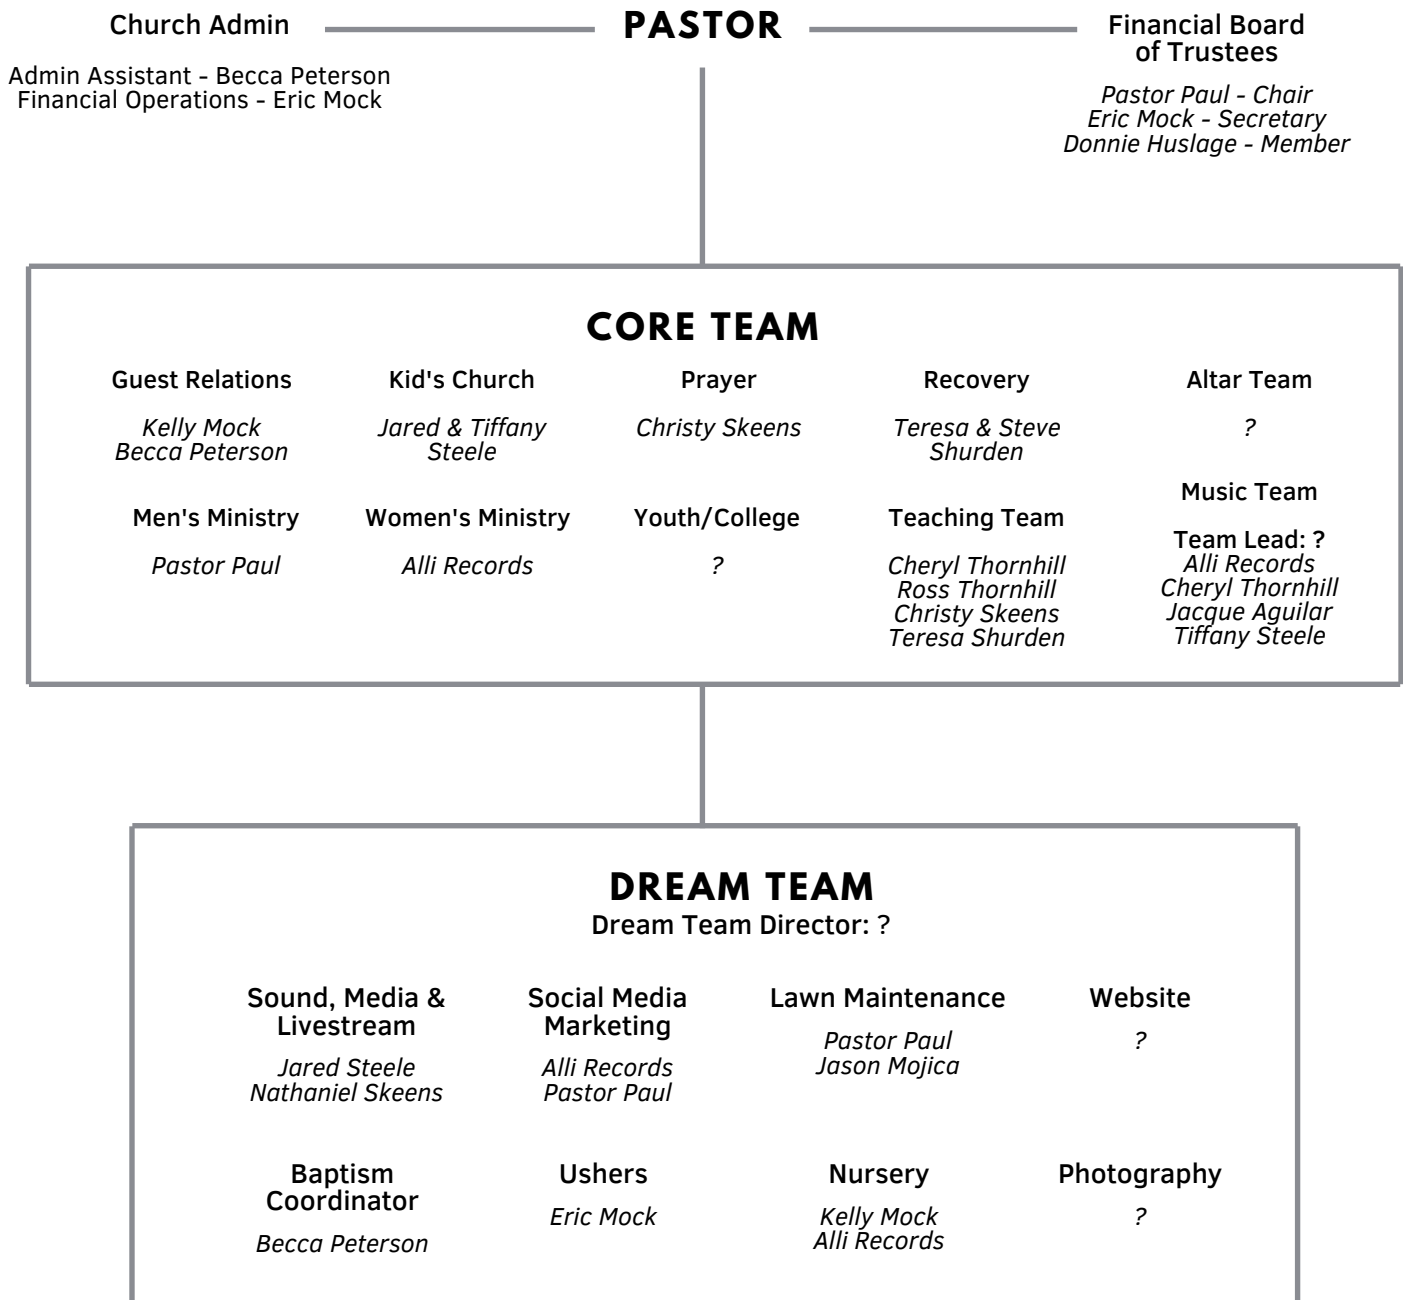 Church Admin
PASTOR
Financial Board
of Trustees
Admin Assistant - Becca Peterson
Financial Operations - Eric Mock
Pastor Paul - Chair
Eric Mock - Secretary
Donnie Huslage - Member
CORE TEAM
Guest Relations
Kelly Mock
Becca Peterson
Kid's Church
Jared & Tiffany
Steele
Prayer
Christy Skeens
Recovery
Teresa & Steve
Shurden
Altar Team
?
Men's Ministry
Pastor Paul
Women's Ministry
Alli Records
Youth/College
?
Teaching Team
Cheryl Thornhill
Ross Thornhill
Christy Skeens
Teresa Shurden
Music Team
Team Lead: ?
Alli Records
Cheryl Thornhill
Jacque Aguilar
Tiffany Steele
DREAM TEAM
Dream Team Director: ?
Sound, Media &
Livestream
Jared Steele
Nathaniel Skeens
Social Media
Marketing
Alli Records
Pastor Paul
Lawn Maintenance
Pastor Paul
Jason Mojica
Website
?
Baptism
Coordinator
Becca Peterson
Ushers
Eric Mock
Nursery
Kelly Mock
Alli Records
Photography
?